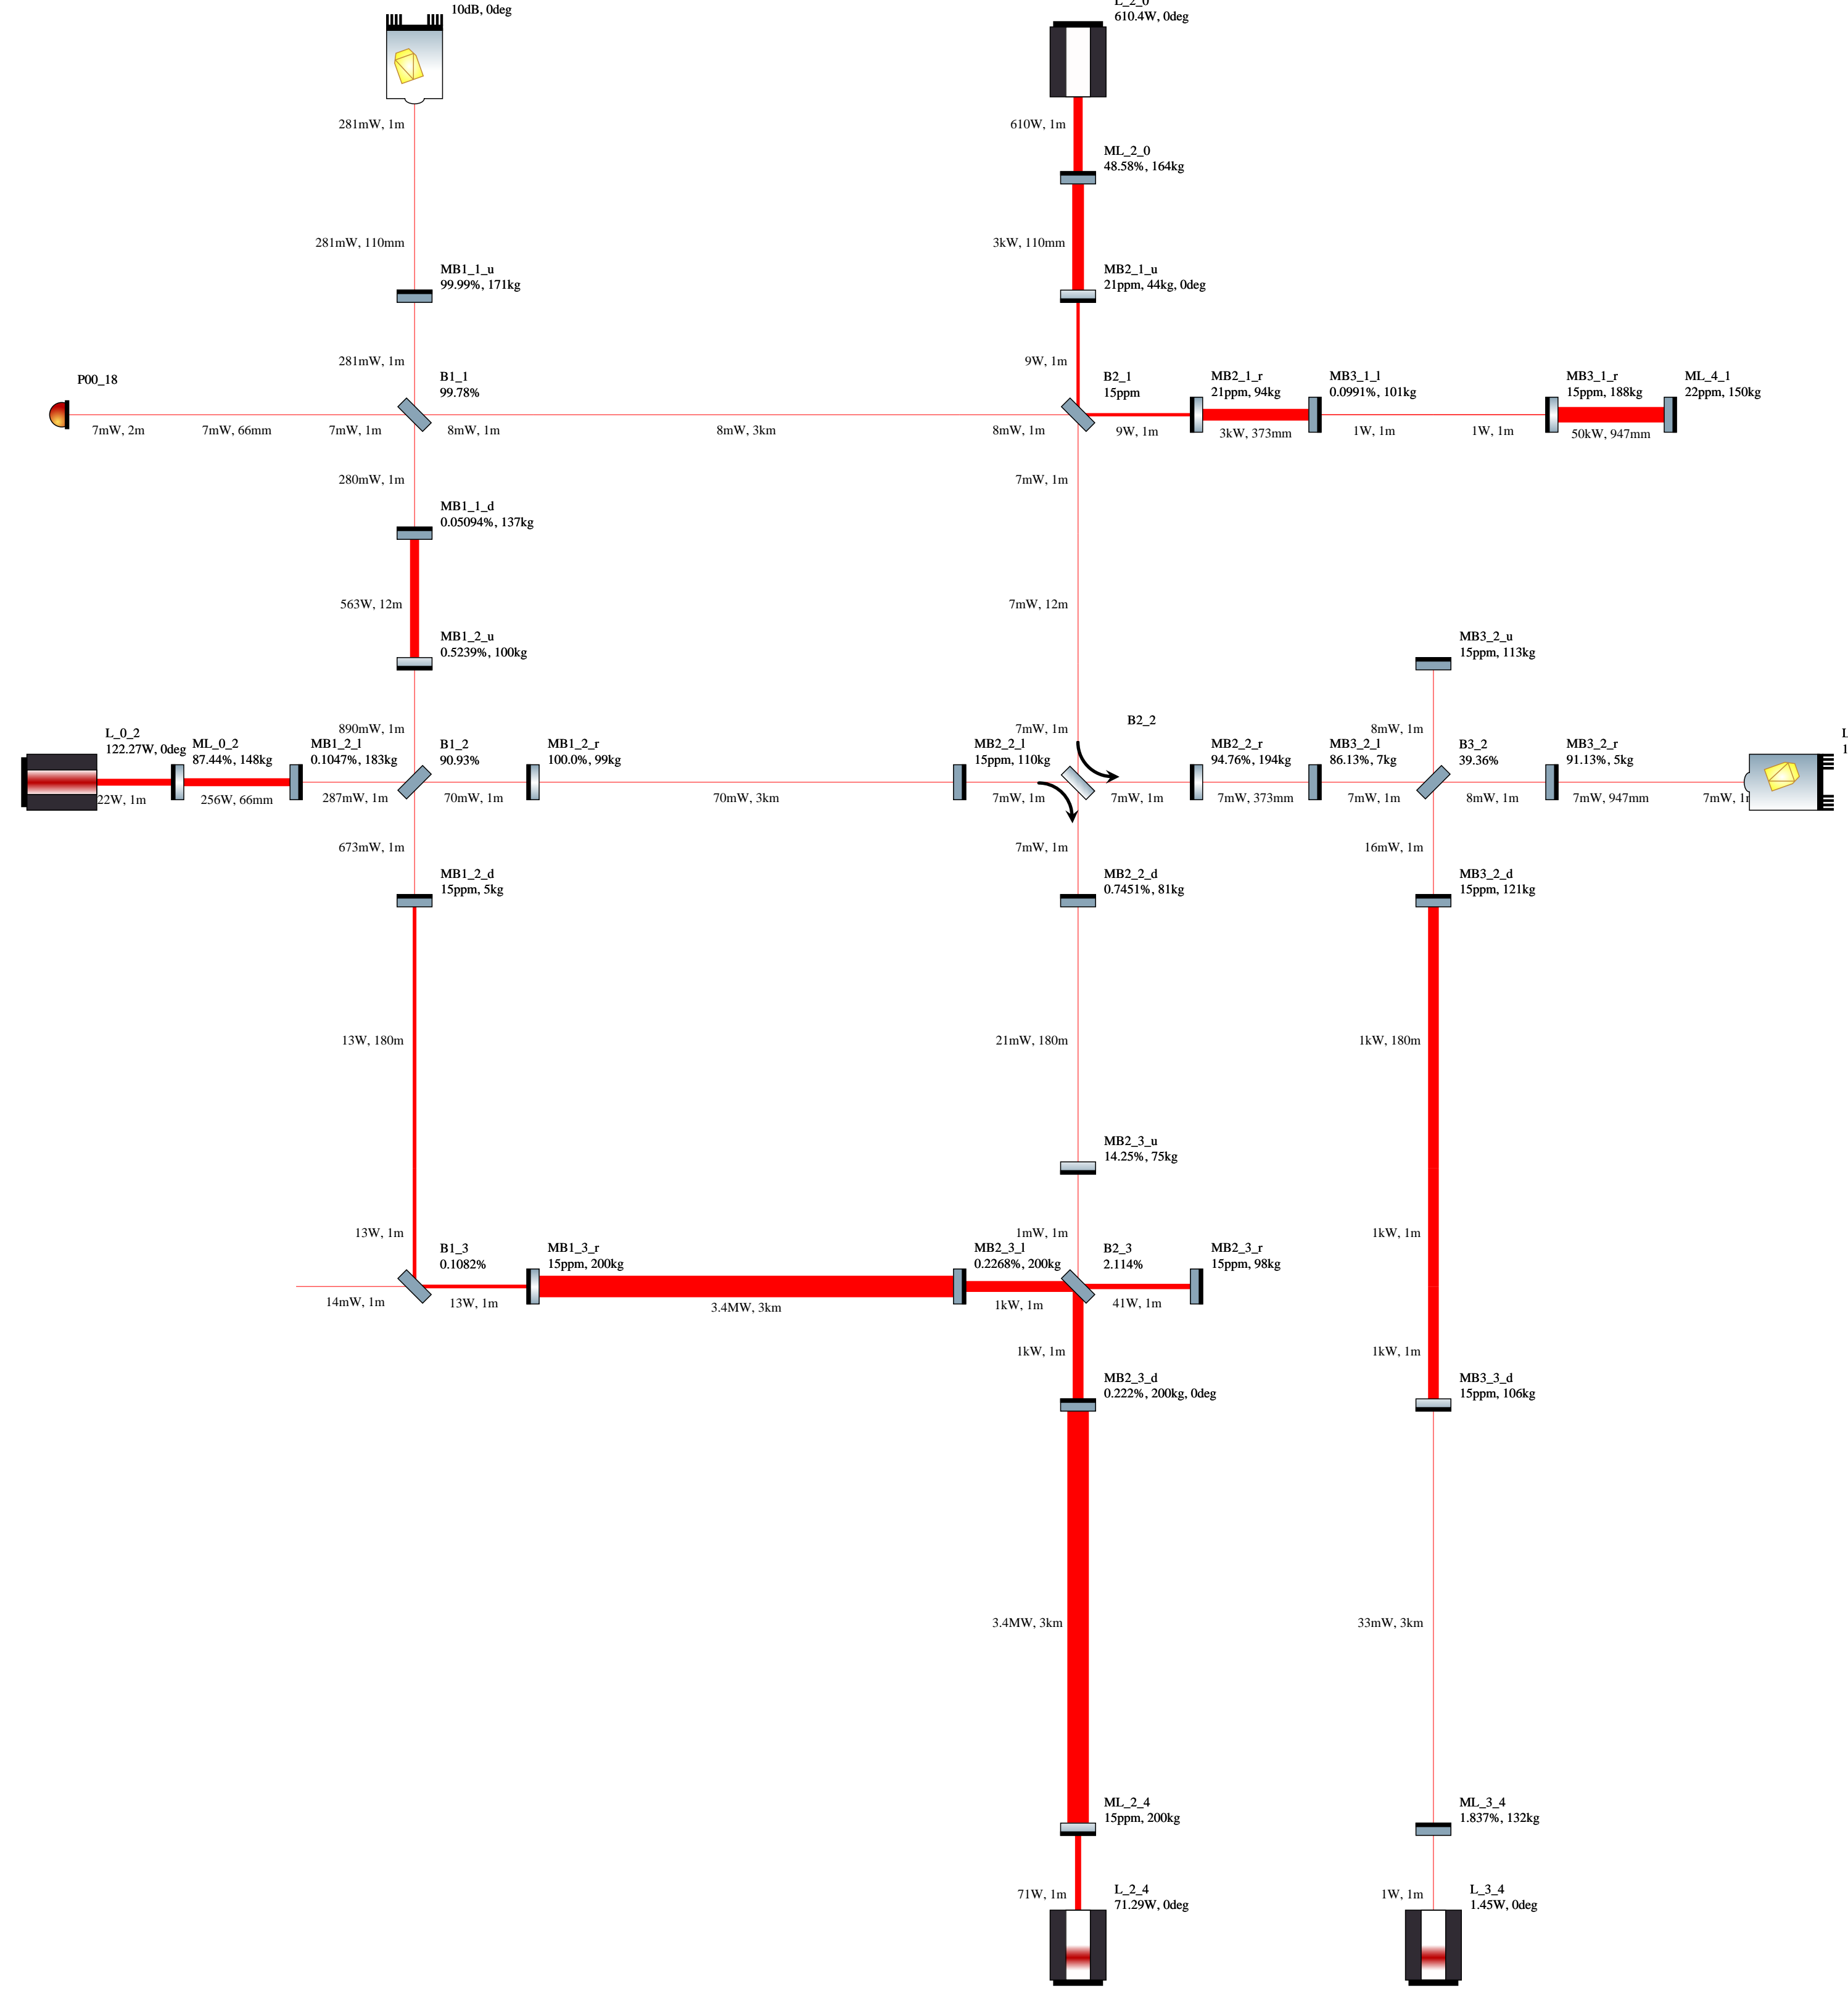 10dB, 0deg
610.4W, 0deg
281mW, 1m
610W, 1m
ML_2_0
48.58%, 164kg
281mW, 110mm
3kW, 110mm
MB1_1_u
99.99%, 171kg
MB2_1_u
21ppm, 44kg, 0deg
281mW, 1m
9W, 1m
P00_18
B1_1
99.78%
B2_1
15ppm
MB2_1_r
21ppm, 94kg
MB3_1_l
0.0991%, 101kg
MB3_1_r
15ppm, 188kg
ML_4_1
22ppm, 150kg
7mW, 2m
7mW, 66mm
7mW, 1m
8mW, 1m
8mW, 3km
8mW, 1m
9W, 1m
3kW, 373mm
1W, 1m
1W, 1m
50kW, 947mm
280mW, 1m
7mW, 1m
MB1_1_d
0.05094%, 137kg
563W, 12m
7mW, 12m
MB1_2_u
0.5239%, 100kg
MB3_2_u
15ppm, 113kg
890mW, 1m
7mW, 1m
B2_2
8mW, 1m
L_0_2
122.27W, 0deg
ML_0_2
87.44%, 148kg
MB1_2_l
0.1047%, 183kg
B1_2
90.93%
MB1_2_r
100.0%, 99kg
MB2_2_l
15ppm, 110kg
MB2_2_r
94.76%, 194kg
MB3_2_l
86.13%, 7kg
B3_2
39.36%
MB3_2_r
91.13%, 5kg
22W, 1m
256W, 66mm
287mW, 1m
70mW, 1m
70mW, 3km
7mW, 1m
7mW, 1m
7mW, 373mm
7mW, 1m
8mW, 1m
7mW, 947mm
673mW, 1m
7mW, 1m
16mW, 1m
MB1_2_d
15ppm, 5kg
MB2_2_d
0.7451%, 81kg
MB3_2_d
15ppm, 121kg
13W, 180m
21mW, 180m
1kW, 180m
MB2_3_u
14.25%, 75kg
13W, 1m
1mW, 1m
1kW, 1m
B1_3
0.1082%
MB1_3_r
15ppm, 200kg
MB2_3_l
0.2268%, 200kg
B2_3
2.114%
MB2_3_r
15ppm, 98kg
14mW, 1m
13W, 1m
3.4MW, 3km
1kW, 1m
41W, 1m
1kW, 1m
1kW, 1m
MB2_3_d
0.222%, 200kg, 0deg
MB3_3_d
15ppm, 106kg
3.4MW, 3km
33mW, 3km
ML_2_4
15ppm, 200kg
ML_3_4
1.837%, 132kg
71W, 1m
L_2_4
71.29W, 0deg
1W, 1m
L_3_4
1.45W, 0deg